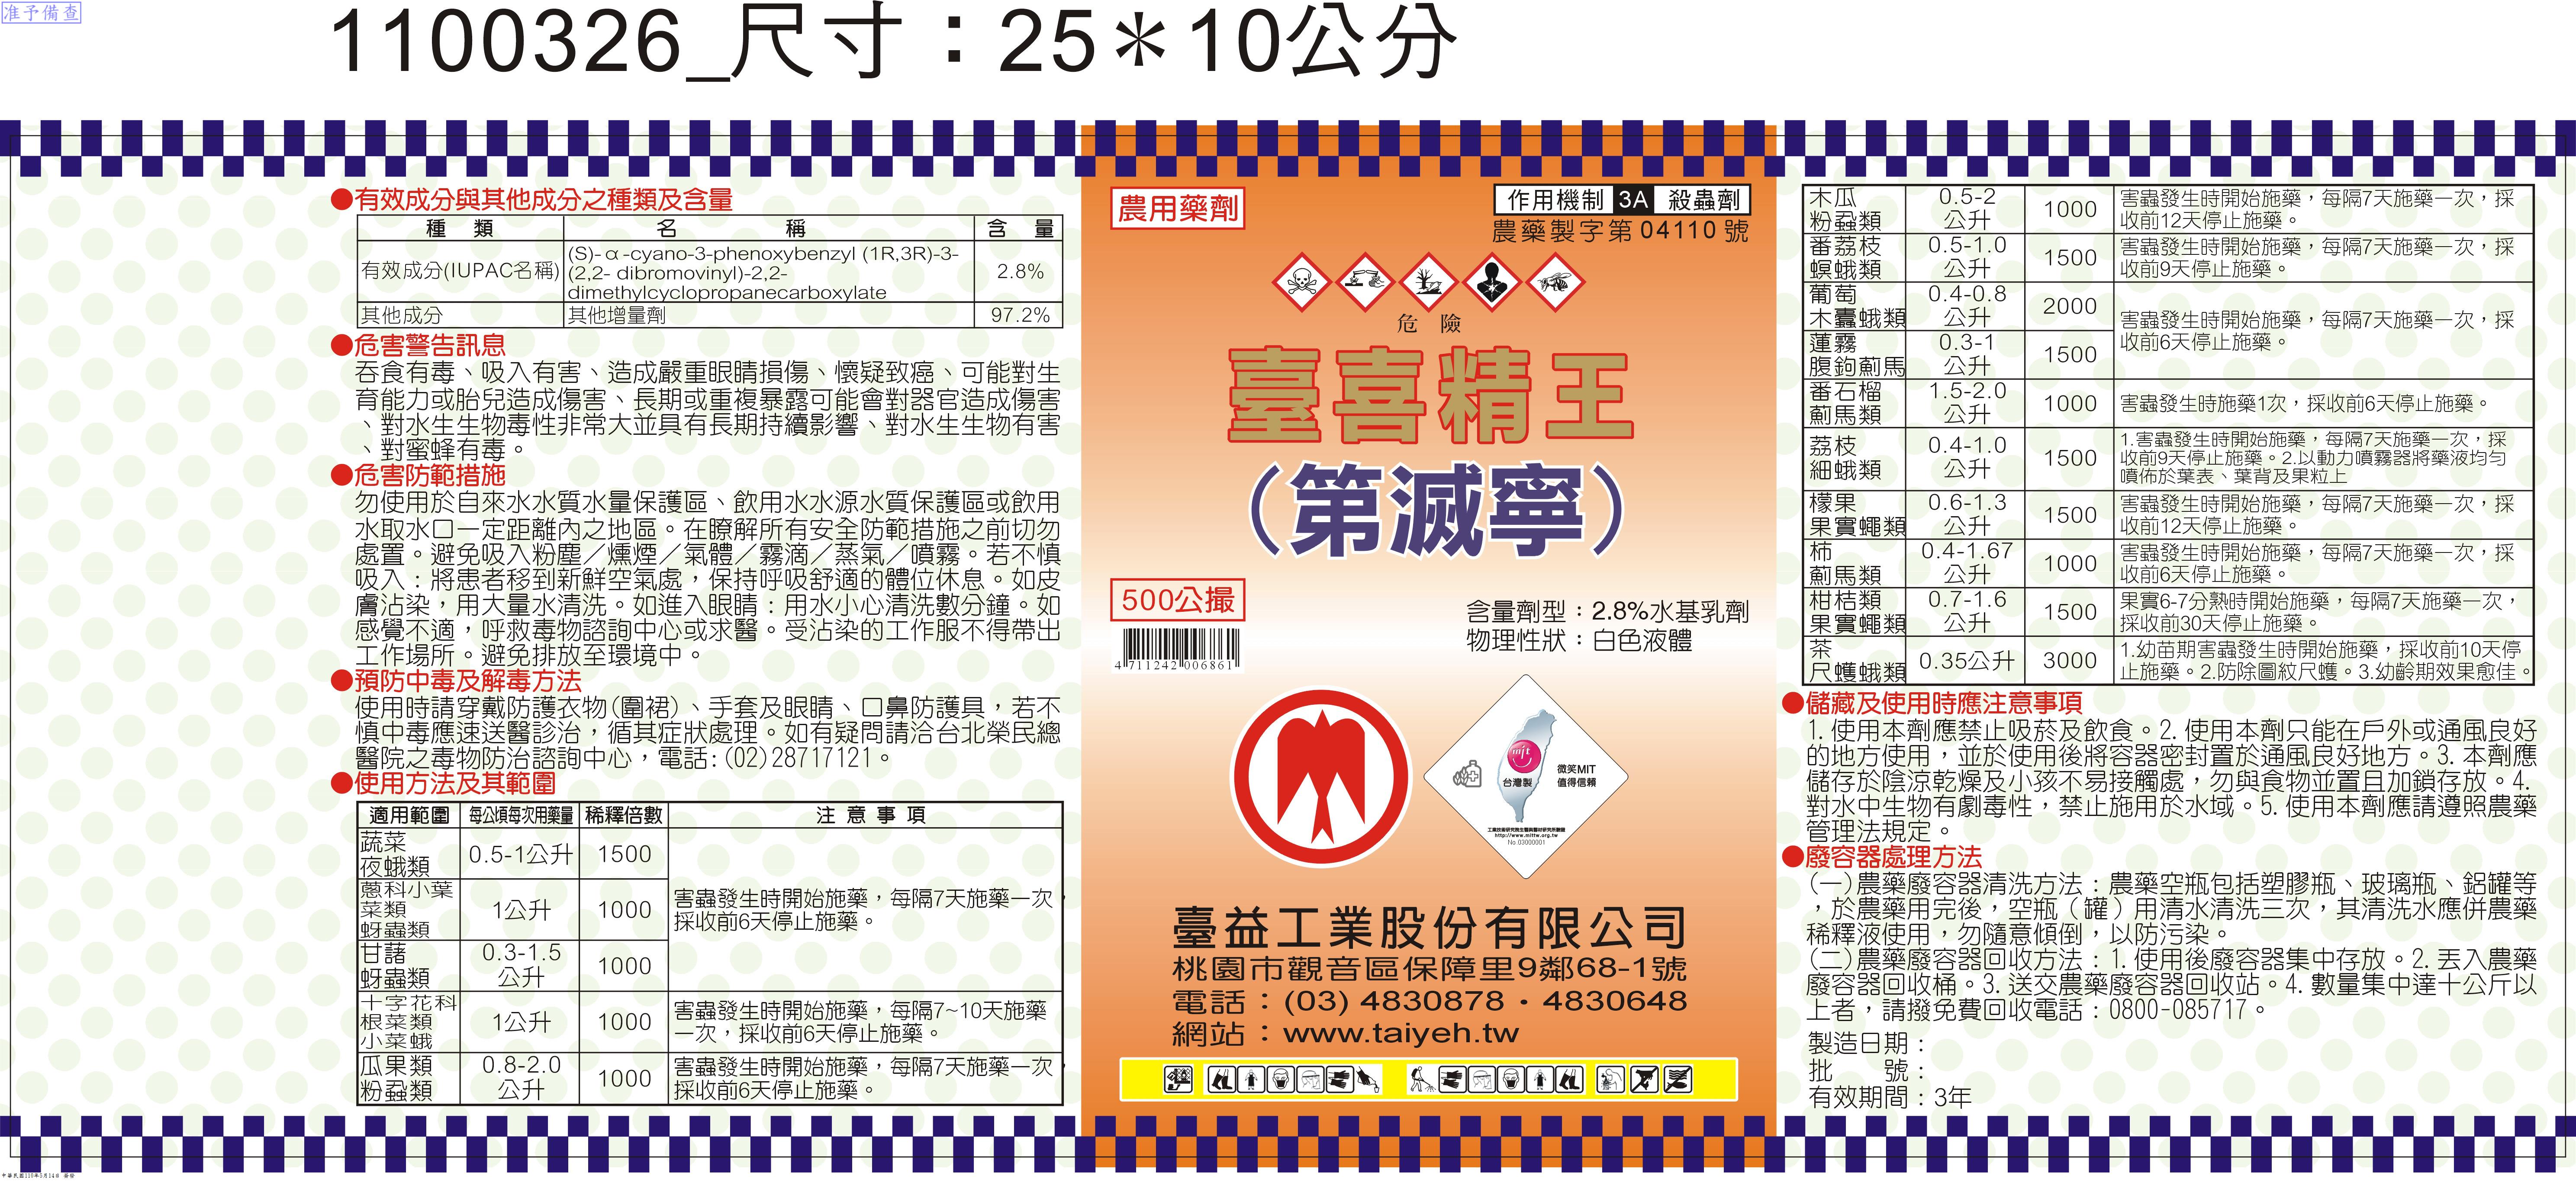 准予備查
1100326_尺寸：25＊10公分
●有效成分與其他成分之種類及含量
種 類 名 稱 含 量
有效成分(IUPAC名稱) (S)-α-cyano-3-phenoxybenzyl (1R,3R)-3-(2,2- dibromovinyl)-2,2-dimethylcyclopropanecarboxylate 2.8%
其他成分 其他增量劑 97.2%
●危害警告訊息
吞食有毒、吸入有害、造成嚴重眼睛損傷、懷疑致癌、可能對生
育能力或胎兒造成傷害、長期或重複暴露可能會對器官造成傷害
、對水生生物毒性非常大並具有長期持續影響、對水生生物有害
、對蜜蜂有毒。
●危害防範措施
勿使用於自來水水質水量保護區、飲用水水源水質保護區或飲用
水取水口一定距離內之地區。在瞭解所有安全防範措施之前切勿
處置。避免吸入粉塵／燻煙／氣體／霧滴／蒸氣／噴霧。若不慎
吸入：將患者移到新鮮空氣處，保持呼吸舒適的體位休息。如皮
膚沾染，用大量水清洗。如進入眼睛：用水小心清洗數分鐘。如
感覺不適，呼救毒物諮詢中心或求醫。受沾染的工作服不得帶出
工作場所。避免排放至環境中。
●預防中毒及解毒方法
使用時請穿戴防護衣物(圍裙)、手套及眼睛、口鼻防護具，若不
慎中毒應速送醫診治，循其症狀處理。如有疑問請洽台北榮民總
醫院之毒物防治諮詢中心，電話:(02)28717121。
●使用方法及其範圍
適用範圍 每公頃每次用藥量 稀釋倍數 注 意 事 項
蔬菜
夜蛾類 0.5-1公升 1500
蔥科小葉
菜類
蚜蟲類 1公升 1000
害蟲發生時開始施藥，每隔7天施藥一次，
採收前6天停止施藥。
甘藷
蚜蟲類 0.3-1.5
公升 1000
十字花科
根菜類
小菜蛾 1公升 1000 害蟲發生時開始施藥，每隔7~10天施藥
一次，採收前6天停止施藥。
瓜果類
粉蝨類 0.8-2.0
公升 1000 害蟲發生時開始施藥，每隔7天施藥一次，
採收前6天停止施藥。
農用藥劑
作用機制 3A 殺蟲劑
農藥製字第04110號
危 險
臺喜精王
（第滅寧）
500公撮
4 711242 006861
含量劑型：2.8%水基乳劑
物理性狀：白色液體
mit
台灣製
微笑MIT
值得信賴
http://www.mittw.org.tw
No.03000001
臺益工業股份有限公司
桃園市觀音區保障里9鄰68-1號
電話：(03) 4830878・4830648
網站：www.taiyeh.tw
木瓜
粉蝨類 0.5-2
公升 1000 害蟲發生時開始施藥，每隔7天施藥一次，採
收前12天停止施藥。
番荔枝
螟蛾類 0.5-1.0
公升 1500 害蟲發生時開始施藥，每隔7天施藥一次，採
收前9天停止施藥。
葡萄
木蠹蛾類 0.4-0.8
公升 2000
害蟲發生時開始施藥，每隔7天施藥一次，採
收前6天停止施藥。
蓮霧
腹鉤薊馬 0.3-1
公升 1500
番石榴
薊馬類 1.5-2.0
公升 1000 害蟲發生時施藥1次，採收前6天停止施藥。
荔枝
細蛾類 0.4-1.0
公升 1500 1.害蟲發生時開始施藥，每隔7天施藥一次，採
收前9天停止施藥。2.以動力噴霧器將藥液均勻
噴佈於葉表、葉背及果粒上
檬果
果實蠅類 0.6-1.3
公升 1500 害蟲發生時開始施藥，每隔7天施藥一次，採
收前12天停止施藥。
柿
薊馬類 0.4-1.67
公升 1000 害蟲發生時開始施藥，每隔7天施藥一次，採
收前6天停止施藥。
柑桔類
果實蠅類 0.7-1.6
公升 1500 果實6-7分熟時開始施藥，每隔7天施藥一次，
採收前30天停止施藥。
茶
尺蠖蛾類 0.35公升 3000 1.幼苗期害蟲發生時開始施藥，採收前10天停
止施藥。2.防除圖紋尺蠖。3.幼齡期效果愈佳。
●儲藏及使用時應注意事項
1.使用本劑應禁止吸菸及飲食。2.使用本劑只能在戶外或通風良好
的地方使用，並於使用後將容器密封置於通風良好地方。3.本劑應
儲存於陰涼乾燥及小孩不易接觸處，勿與食物並置且加鎖存放。4.
對水中生物有劇毒性，禁止施用於水域。5.使用本劑應請遵照農藥
管理法規定。
●廢容器處理方法
(一)農藥廢容器清洗方法：農藥空瓶包括塑膠瓶、玻璃瓶、鋁罐等
，於農藥用完後，空瓶（罐）用清水清洗三次，其清洗水應併農藥
稀釋液使用，勿隨意傾倒，以防污染。
(二)農藥廢容器回收方法：1.使用後廢容器集中存放。2.丟入農藥
廢容器回收桶。3.送交農藥廢容器回收站。4.數量集中達十公斤以
上者，請撥免費回收電話：0800-085717。
製造日期：
批 號：
有效期間：3年